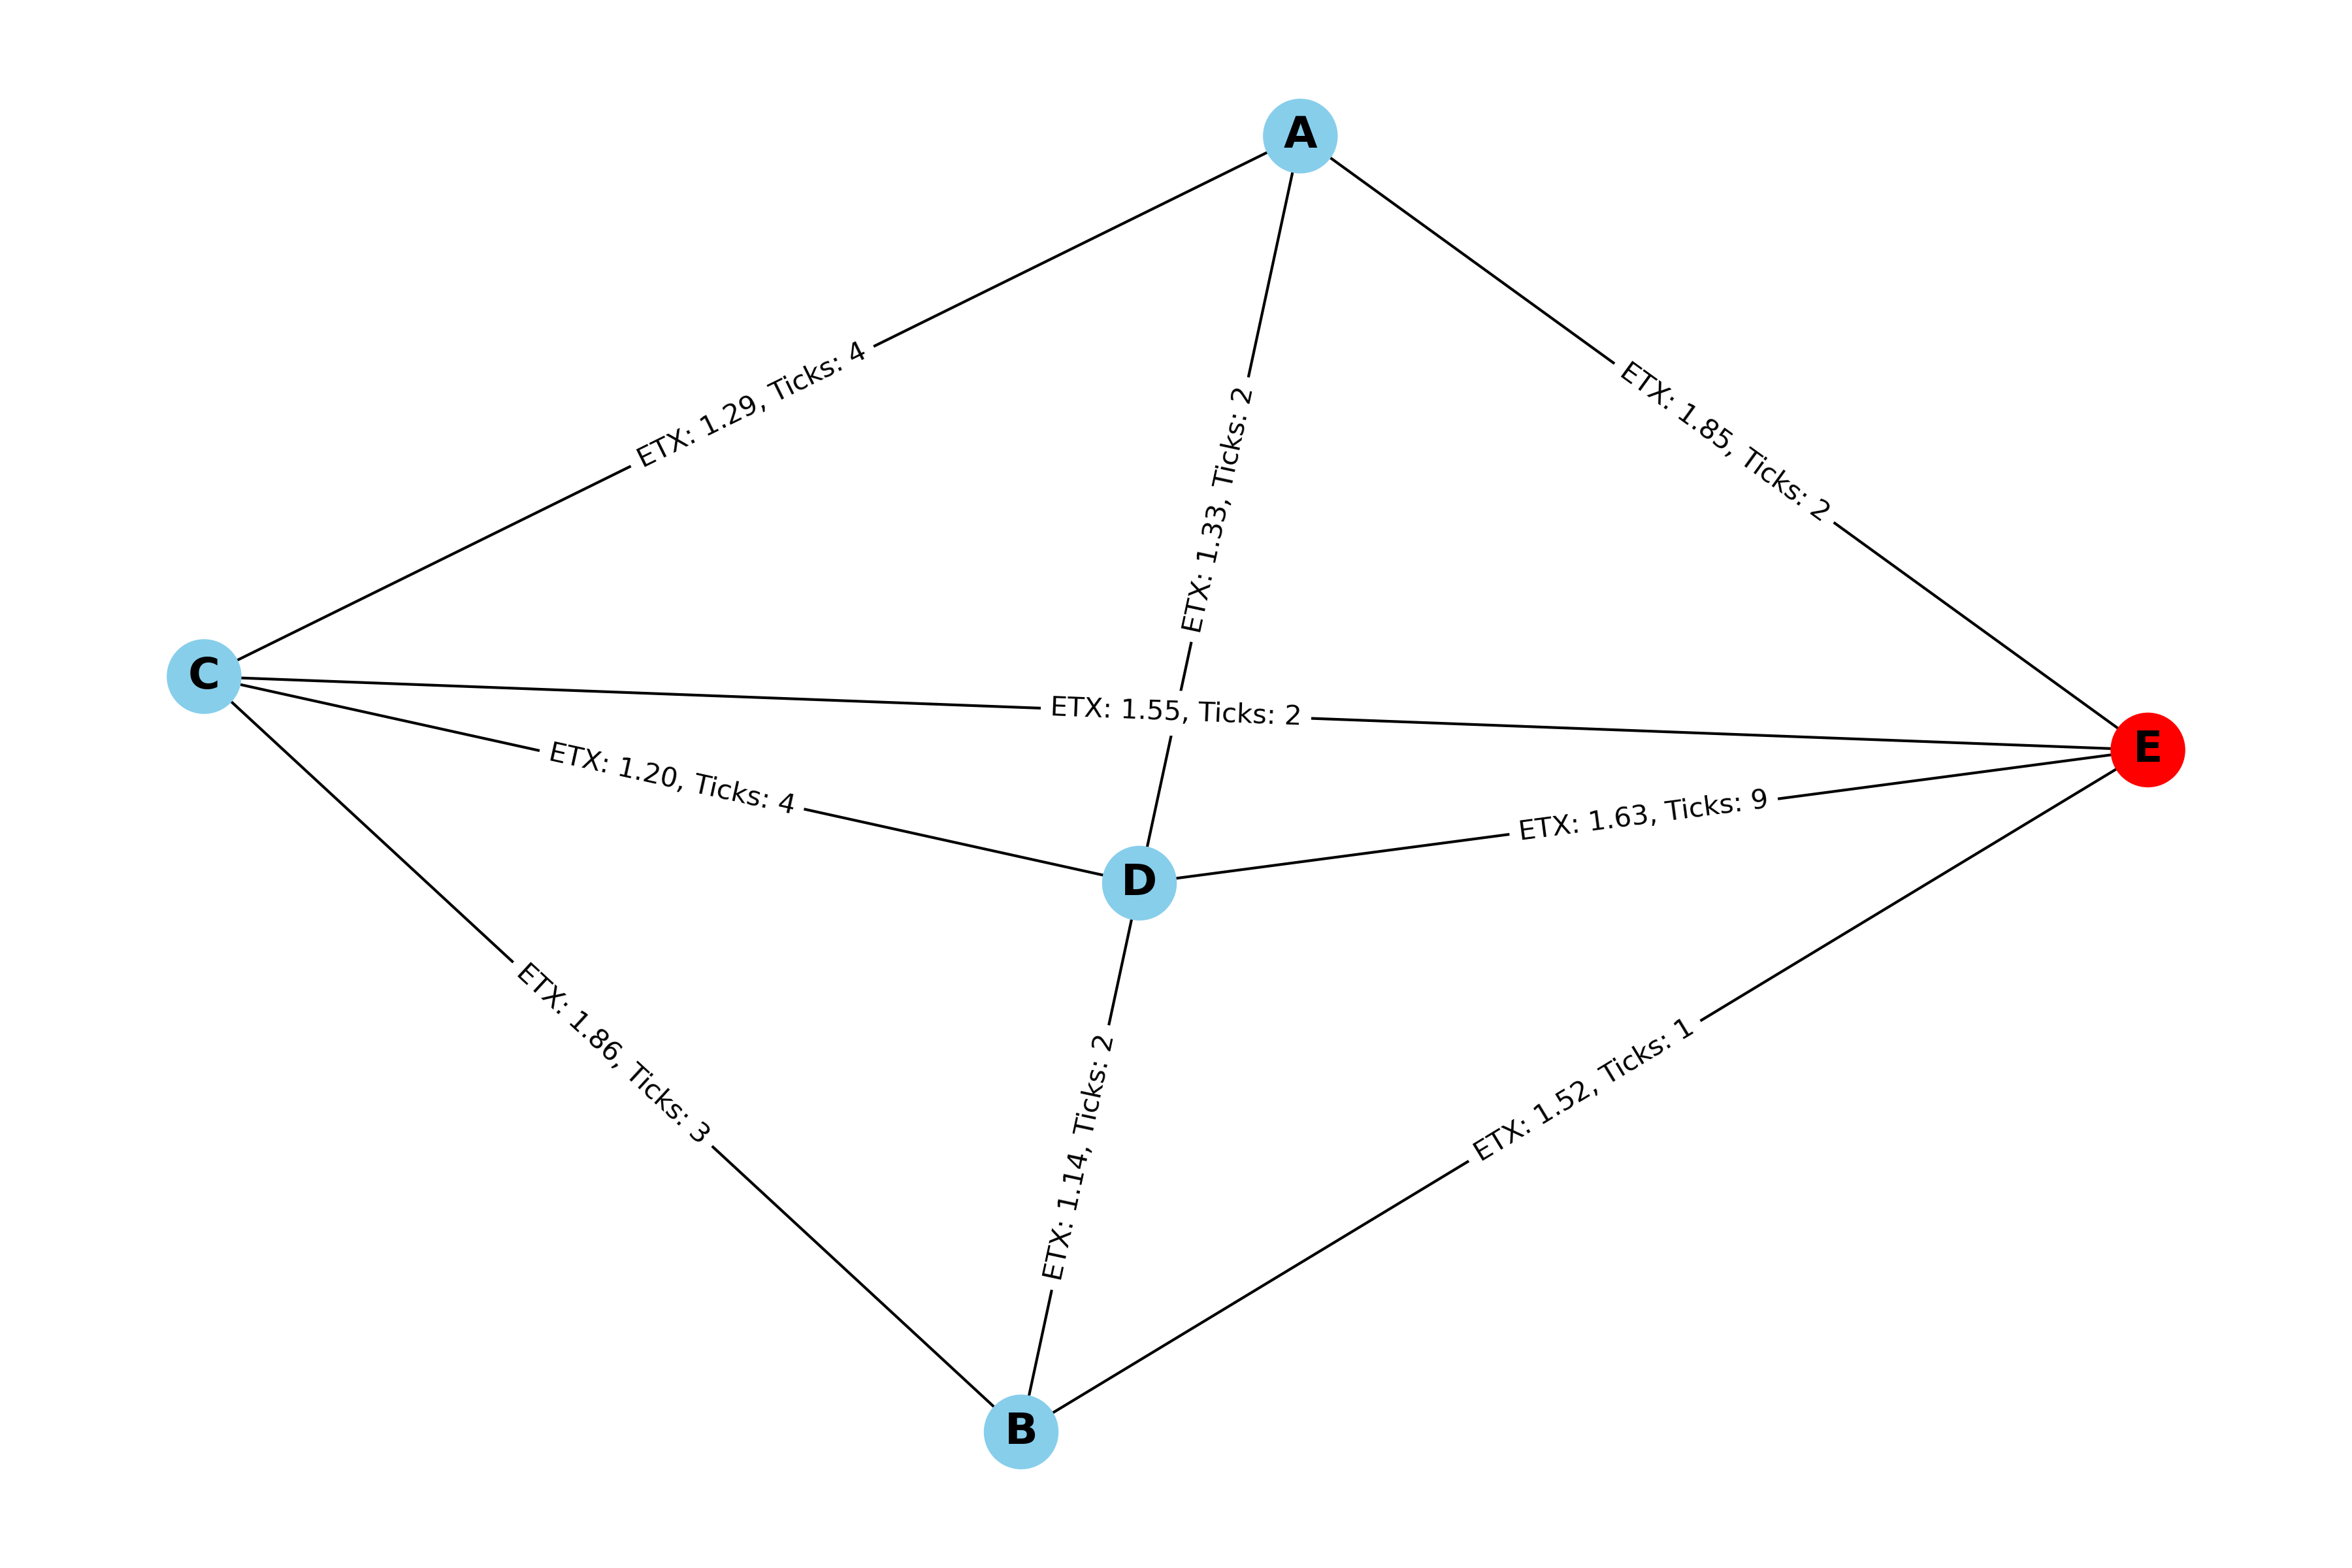 A
ETX: 1.29, Ticks: 4
ETX: 1.33, Ticks: 2
ETX: 1.85, Ticks: 2
C
ETX: 1.55, Ticks: 2
E
ETX: 1.20, Ticks: 4
ETX: 1.63, Ticks: 9
D
ETX: 1.86, Ticks: 3
ETX: 1.14, Ticks: 2
ETX: 1.52, Ticks: 1
B